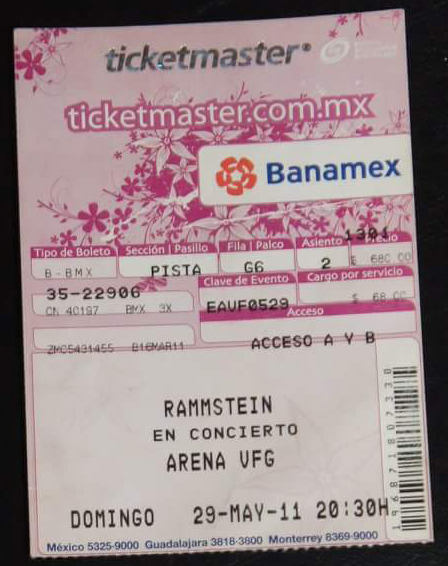 ticketmaster®
ticketmaster.com.mx
Banamex
1301
Tipo de Boleto Sección | Pasillo Fila | Palco Asiento Precio
B-BMX PISTA G6 2 $ 680.00
35-22906 Clave de Evento Cargo por servicio
CN 40197 BMX 3X EAUF0529 $ 68.00
Acceso
ZMC5431455 B16MAR11 ACCESO A Y B
RAMMSTEIN
EN CONCIERTO
ARENA VFG
DOMINGO 29-MAY-11 20:30H
México 5325-9000 Guadalajara 3818-3800 Monterrey 8369-9000